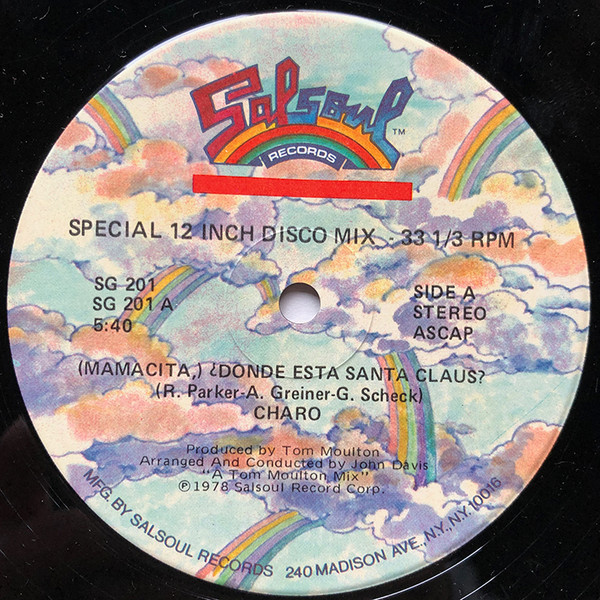 Salsoul™
RECORDS
SPECIAL 12 INCH DISCO MIX - 33 1/3 RPM
SG 201
SG 201 A
5:40
SIDE A
STEREO
ASCAP
(MAMACITA,) ¿DONDE ESTA SANTA CLAUS?
(R. Parker-A. Greiner-G. Scheck)
CHARO
Produced by Tom Moulton
Arranged And Conducted by John Davis
"A Tom Moulton Mix"
℗1978 Salsoul Record Corp.
MFG. BY SALSOUL RECORDS 240 MADISON AVE., N.Y., N.Y. 10016